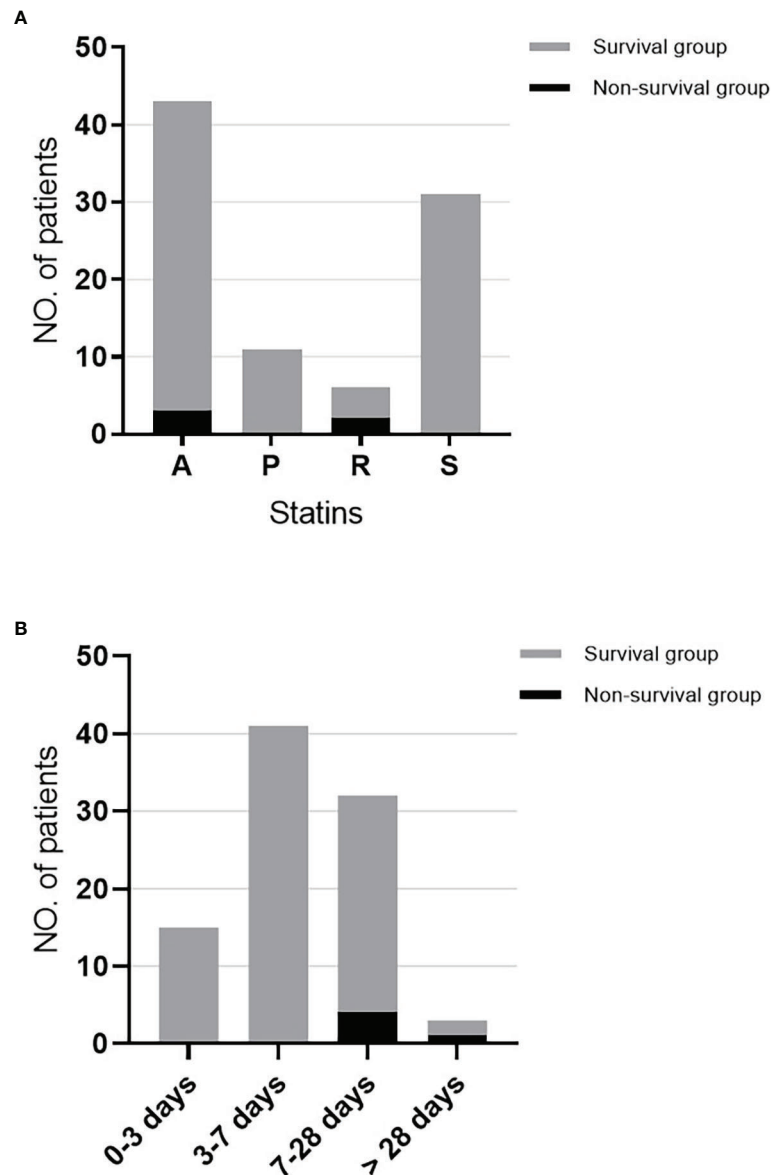 A
NO. of patients
50
40
30
20
10
0
A P R S
Statins
Survival group
Non-survival group
B
NO. of patients
50
40
30
20
10
0
0-3 days
3-7 days
7-28 days
> 28 days
Survival group
Non-survival group